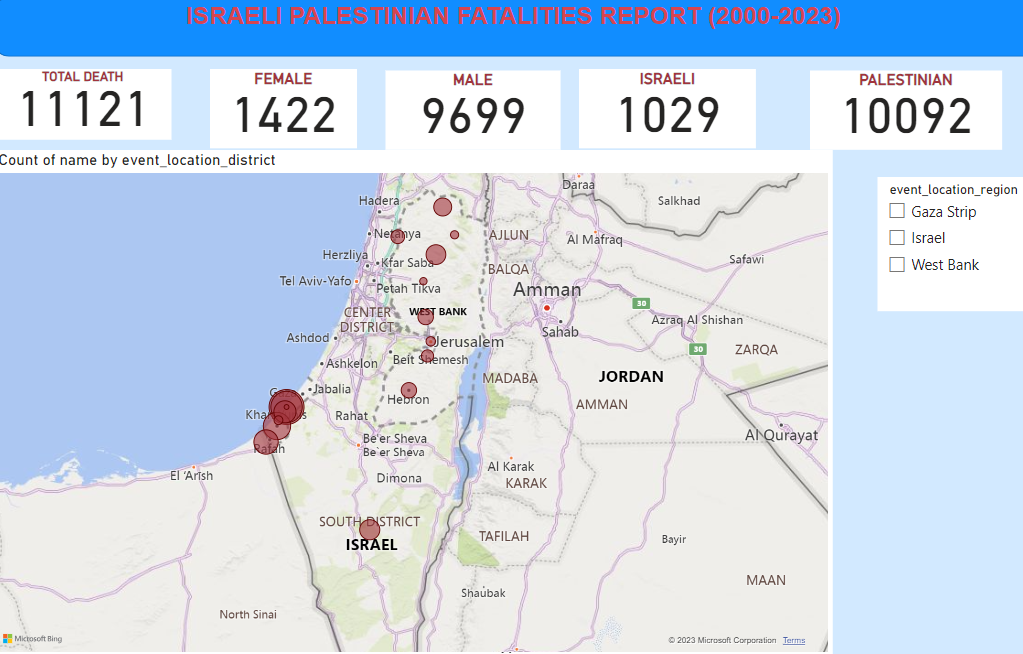 ISRAELI PALESTINIAN FATALITIES REPORT (2000-2023)
TOTAL DEATH
11121
FEMALE
1422
MALE
9699
ISRAELI
1029
PALESTINIAN
10092
Count of name by event_location_district
event_location_region
Gaza Strip
Israel
West Bank
Daraa
Hadera
Salkhad
Netanya
AJLUN
Al Mafraq
Herzliya
Kfar Saba
Safawi
BALQA
Tel Aviv-Yafo
Petah Tikva
Amman
30
CENTER
DISTRICT
WEST BANK
Azraq Al Shishan
Sahab
Ashdod
Jerusalem
30
ZARQA
Beit Shemesh
Ashkelon
MADABA
JORDAN
Jabalia
Hebron
AMMAN
Rahat
Al Qurayat
Be'er Sheva
Be'er Sheva
Rafah
Al Karak
El 'Arish
Dimona
KARAK
SOUTH DISTRICT
ISRAEL
TAFILAH
Bayir
MAAN
Shaubak
North Sinai
Microsoft Bing
© 2023 Microsoft Corporation Terms